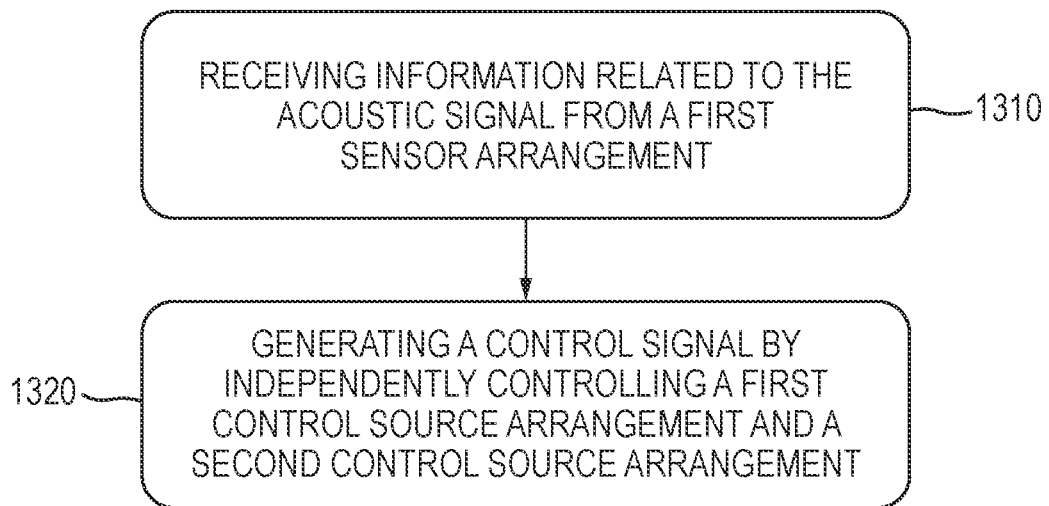 RECEIVING INFORMATION RELATED TO THE
ACOUSTIC SIGNAL FROM A FIRST
SENSOR ARRANGEMENT
1310
GENERATING A CONTROL SIGNAL BY
INDEPENDENTLY CONTROLLING A FIRST
CONTROL SOURCE ARRANGEMENT AND A
SECOND CONTROL SOURCE ARRANGEMENT
1320